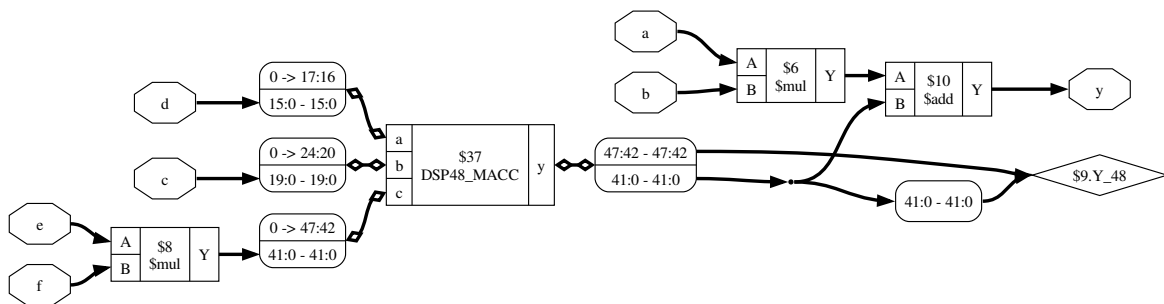 a
b
A
B
$6
$mul
Y
A
B
$10
$add
Y
y
d
0 -> 17:16
15:0 - 15:0
c
0 -> 24:20
19:0 - 19:0
a
b
c
$37
DSP48_MACC
y
47:42 - 47:42
41:0 - 41:0
41:0 - 41:0
$9.Y_48
e
f
A
B
$8
$mul
Y
0 -> 47:42
41:0 - 41:0